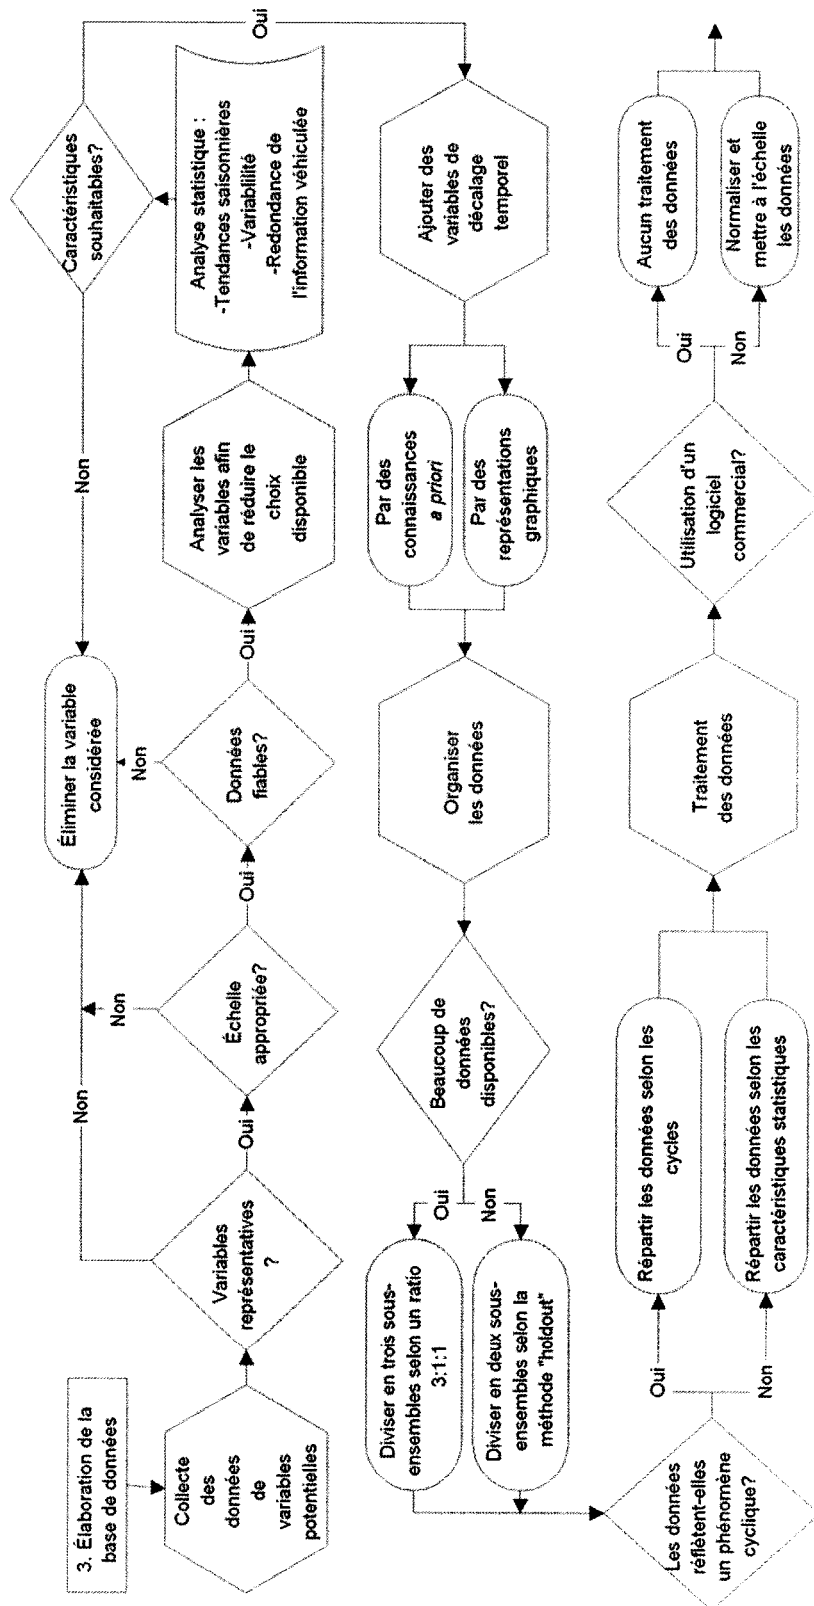 3. Élaboration de la
base de données
Collecte
des
données
de
variables
potentielles
Variables
représentatives
?
Non
Oui
Échelle
appropriée?
Non
Oui
Données
fiables?
Non
Oui
Éliminer la variable
considérée
Analyser les
variables afin
de réduire le
choix
disponible
Analyse statistique :
-Tendances saisonnières
-Variabillité
-Redondance de
l'information véhiculée
Caractéristiques
souhaitables?
Non
Oui
Ajouter des
variables de
décalage
temporel
Par des
connaissances
a priori
Par des
représentations
graphiques
Organiser
les données
Beaucoup de
données
disponibles?
Oui
Non
Diviser en trois sous-
ensembles selon un ratio
3:1:1
Diviser en deux sous-
ensembles selon la
méthode "holdout"
Les données
réflètent-elles
un phénomène
cyclique?
Oui
Non
Répartir les données selon les
cycles
Répartir les données selon les
caractéristiques statistiques
Traitement
des données
Utilisation d'un
logiciel
commercial?
Oui
Non
Aucun traitement
des données
Normaliser et
mettre à l'échelle
les données